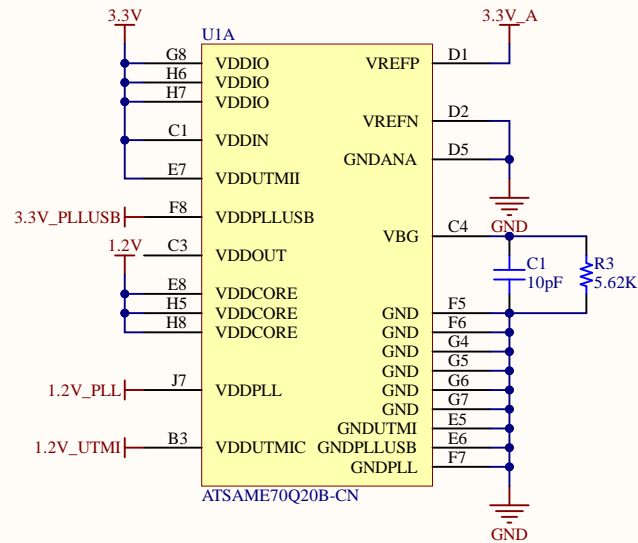 3.3V
3.3V_A
U1A
G8 VDDIO
VREFP D1
H6 VDDIO
H7 VDDIO
VREFN D2
C1 VDDIN
GNDANA D5
E7 VDDUTMII
F8 VDDPLLUSB
3.3V_PLLUSB
GND
VBG C4
1.2V
C3 VDDOUT
C1
10pF
R3
5.62K
E8 VDDCORE
H5 VDDCORE
GND F5
H8 VDDCORE
GND F6
GND G4
GND G5
1.2V_PLL
J7 VDDPLL
GND G6
GND G7
GNDUTMI E5
1.2V_UTMI
B3 VDDUTMIC
GNDPLLUSB E6
GNDPLL F7
ATSAME70Q20B-CN
GND